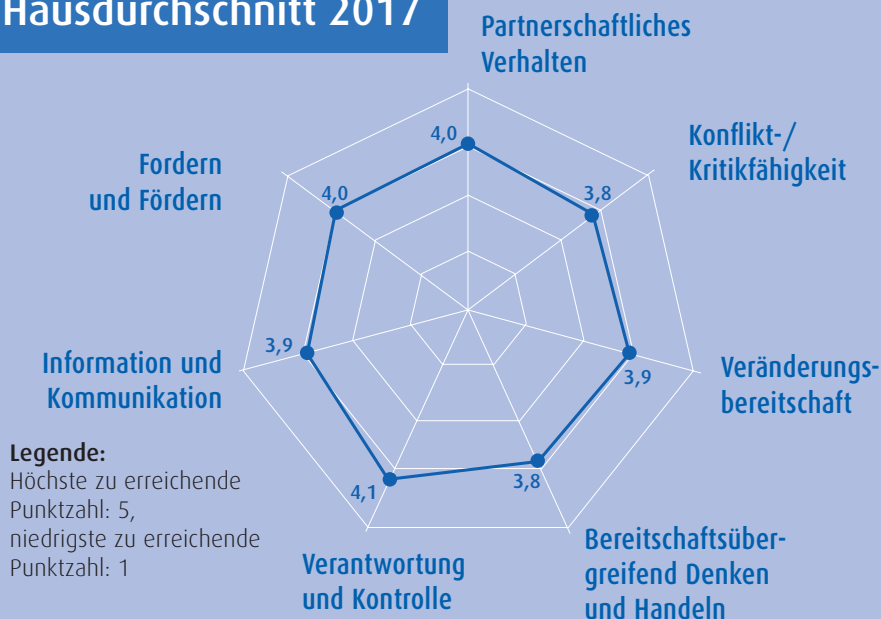 Hausdurchschnitt 2017
Partnerschaftliches
Verhalten
4,0
Konflikt-/
Kritikfähigkeit
3,8
Fordern
und Fördern
4,0
Information und
Kommunikation
3,9
Veränderungs-
bereitschaft
3,9
Legende:
Höchste zu erreichende
Punktzahl: 5,
niedrigste zu erreichende
Punktzahl: 1
4,1
Verantwortung
und Kontrolle
3,8
Bereitschaftsüber-
greifend Denken
und Handeln